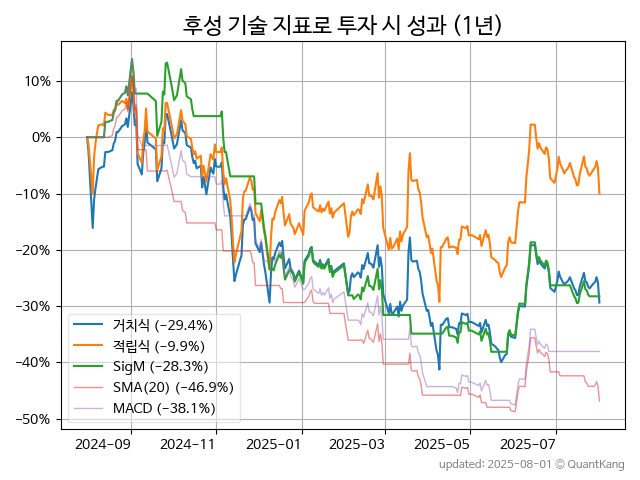 후성 기술 지표로 투자 시 성과 (1년)
10%
0%
−10%
−20%
−30%
−40%
−50%
거치식 (−29.4%)
적립식 (−9.9%)
SigM (−28.3%)
SMA(20) (−46.9%)
MACD (−38.1%)
2024-09 2024-11 2025-01 2025-03 2025-05 2025-07
updated: 2025-08-01 © QuantKang